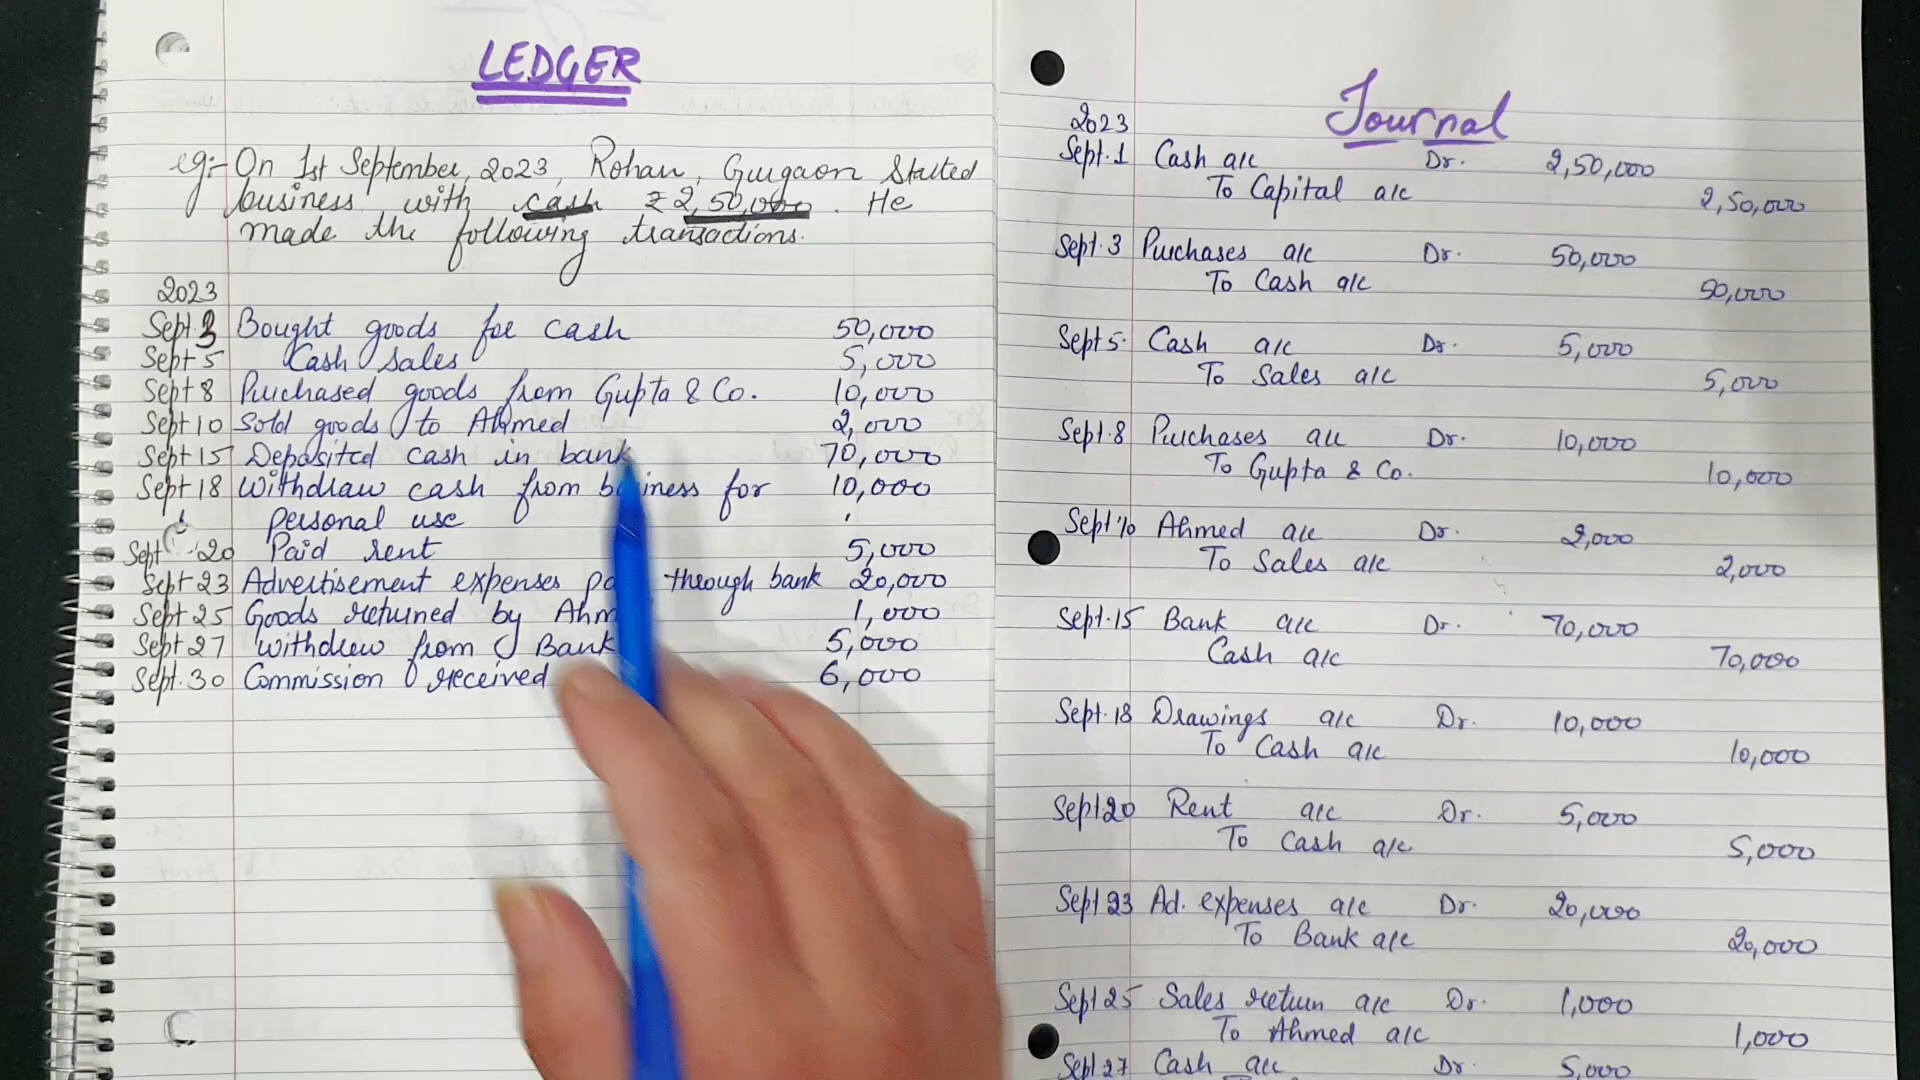 LEDGER
eg:- On 1st September, 2023, Rohan, Gurgaon Started
business with cash ₹2,50,000. He
made the following transactions.
2023
Sept 3 Bought goods for cash 50,000
Sept 5 Cash sales 5,000
Sept 8 Purchased goods from Gupta & Co. 10,000
Sept 10 Sold goods to Ahmed 2,000
Sept 15 Deposited cash in bank 70,000
Sept 18 Withdraw cash from business for 10,000
personal use
Sept 20 Paid rent 5,000
Sept 23 Advertisement expenses through bank 20,000
Sept 25 Goods returned by Ahm 1,000
Sept 27 Withdrew from Bank 5,000
Sept. 30 Commission received 6,000
Journal
2023
Sept. 1 Cash a/c Dr. 2,50,000
To Capital a/c 2,50,000
Sept. 3 Purchases a/c Dr. 50,000
To Cash a/c 50,000
Sept 5. Cash a/c Dr. 5,000
To Sales a/c 5,000
Sept. 8 Purchases a/c Dr. 10,000
To Gupta & Co. 10,000
Sept 10 Ahmed a/c Dr. 2,000
To Sales a/c 2,000
Sept. 15 Bank a/c Dr. 70,000
Cash a/c 70,000
Sept. 18 Drawings a/c Dr. 10,000
To Cash a/c 10,000
Sept 20 Rent a/c Dr. 5,000
To Cash a/c 5,000
Sept 23 Ad. expenses a/c Dr. 20,000
To Bank a/c 20,000
Sept 25 Sales return a/c Dr. 1,000
To Ahmed a/c 1,000
Sept 27 Cash a/c Dr. 5,000